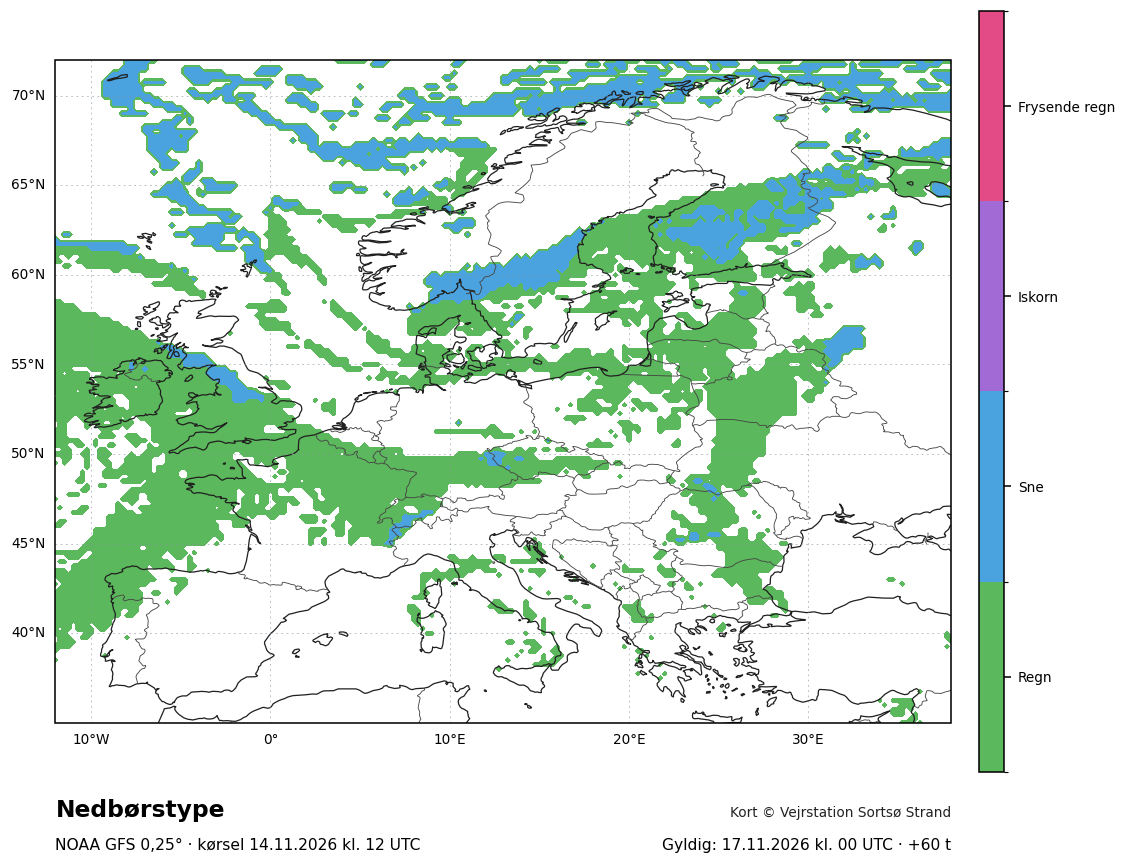 70°N
65°N
60°N
55°N
50°N
45°N
40°N
10°W
0°
10°E
20°E
30°E
Frysende regn
Iskorn
Sne
Regn
Nedbørstype
Kort © Vejrstation Sortsø Strand
NOAA GFS 0,25° · kørsel 14.11.2026 kl. 12 UTC
Gyldig: 17.11.2026 kl. 00 UTC · +60 t